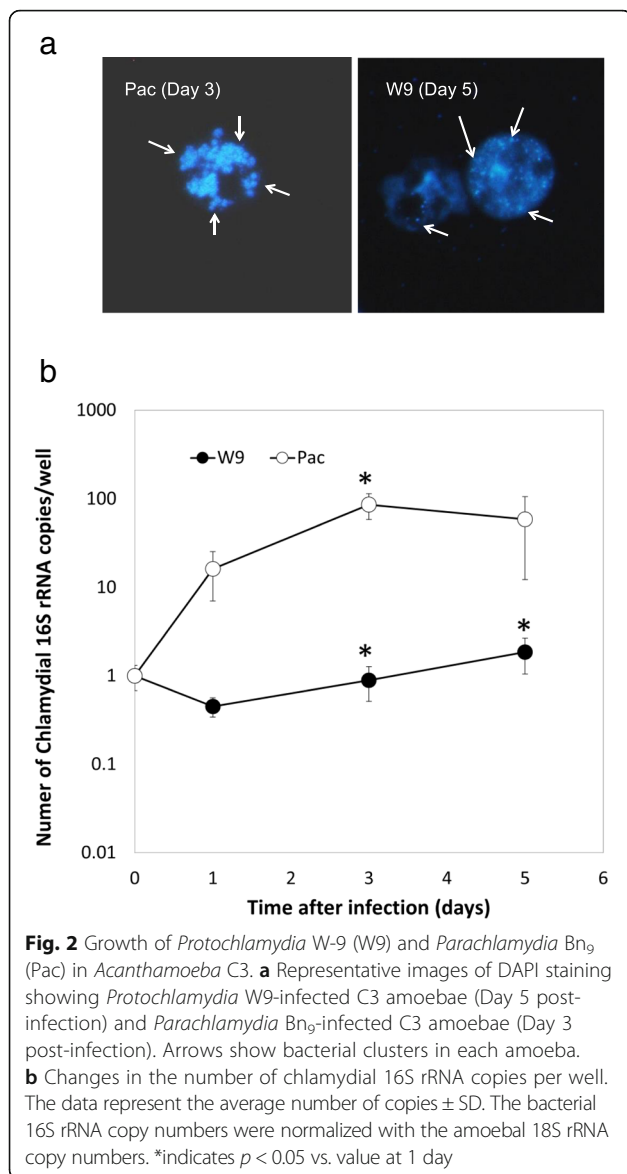 a
Pac (Day 3)
W9 (Day 5)
b
Numer of Chlamydial 16S rRNA copies/well
1000
100
10
1
0.1
0.01
W9
Pac
*
*
*
0
1
2
3
4
5
6
Time after infection (days)
Fig. 2 Growth of Protochlamydia W-9 (W9) and Parachlamydia Bn₉
(Pac) in Acanthamoeba C3. a Representative images of DAPI staining
showing Protochlamydia W9-infected C3 amoebae (Day 5 post-
infection) and Parachlamydia Bn₉-infected C3 amoebae (Day 3
post-infection). Arrows show bacterial clusters in each amoeba.
b Changes in the number of chlamydial 16S rRNA copies per well.
The data represent the average number of copies ± SD. The bacterial
16S rRNA copy numbers were normalized with the amoebal 18S rRNA
copy numbers. *indicates p < 0.05 vs. value at 1 day